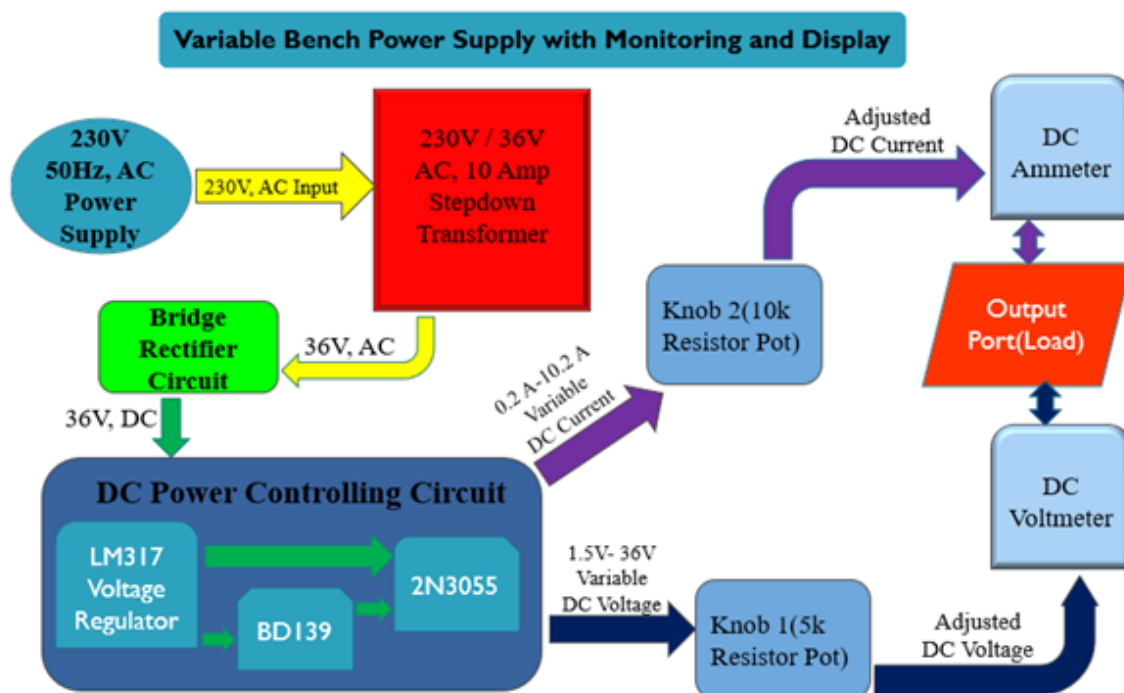 Variable Bench Power Supply with Monitoring and Display
230V
50Hz, AC
Power
Supply
230V, AC Input
230V / 36V
AC, 10 Amp
Stepdown
Transformer
36V, AC
Bridge
Rectifier
Circuit
36V, DC
DC Power Controlling Circuit
LM317
Voltage
Regulator
BD139
2N3055
0.2 A-10.2 A
Variable
DC Current
Knob 2(10k
Resistor Pot)
Adjusted
DC Current
DC
Ammeter
Output
Port(Load)
1.5V- 36V
Variable
DC Voltage
Knob 1(5k
Resistor Pot)
Adjusted
DC Voltage
DC
Voltmeter